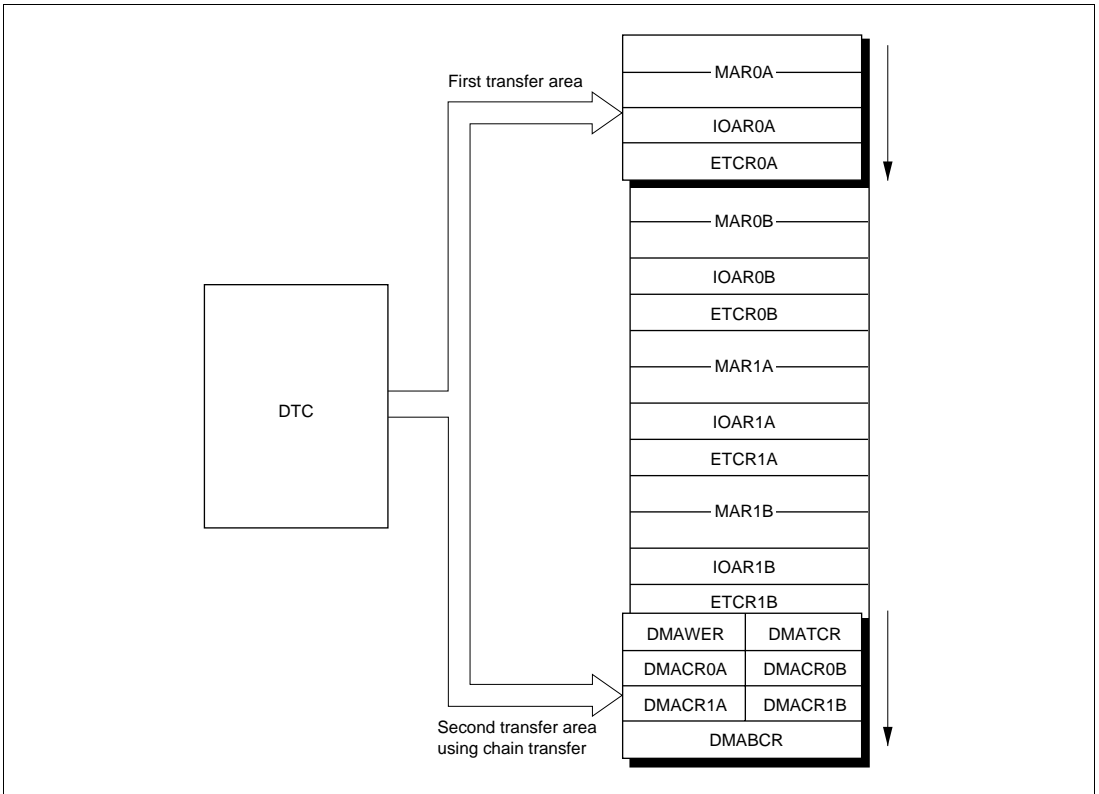 First transfer area
MAR0A
IOAR0A
ETCR0A
MAR0B
IOAR0B
ETCR0B
MAR1A
DTC
IOAR1A
ETCR1A
MAR1B
IOAR1B
ETCR1B
DMAWER DMATCR
DMACR0A DMACR0B
DMACR1A DMACR1B
Second transfer area
using chain transfer
DMABCR